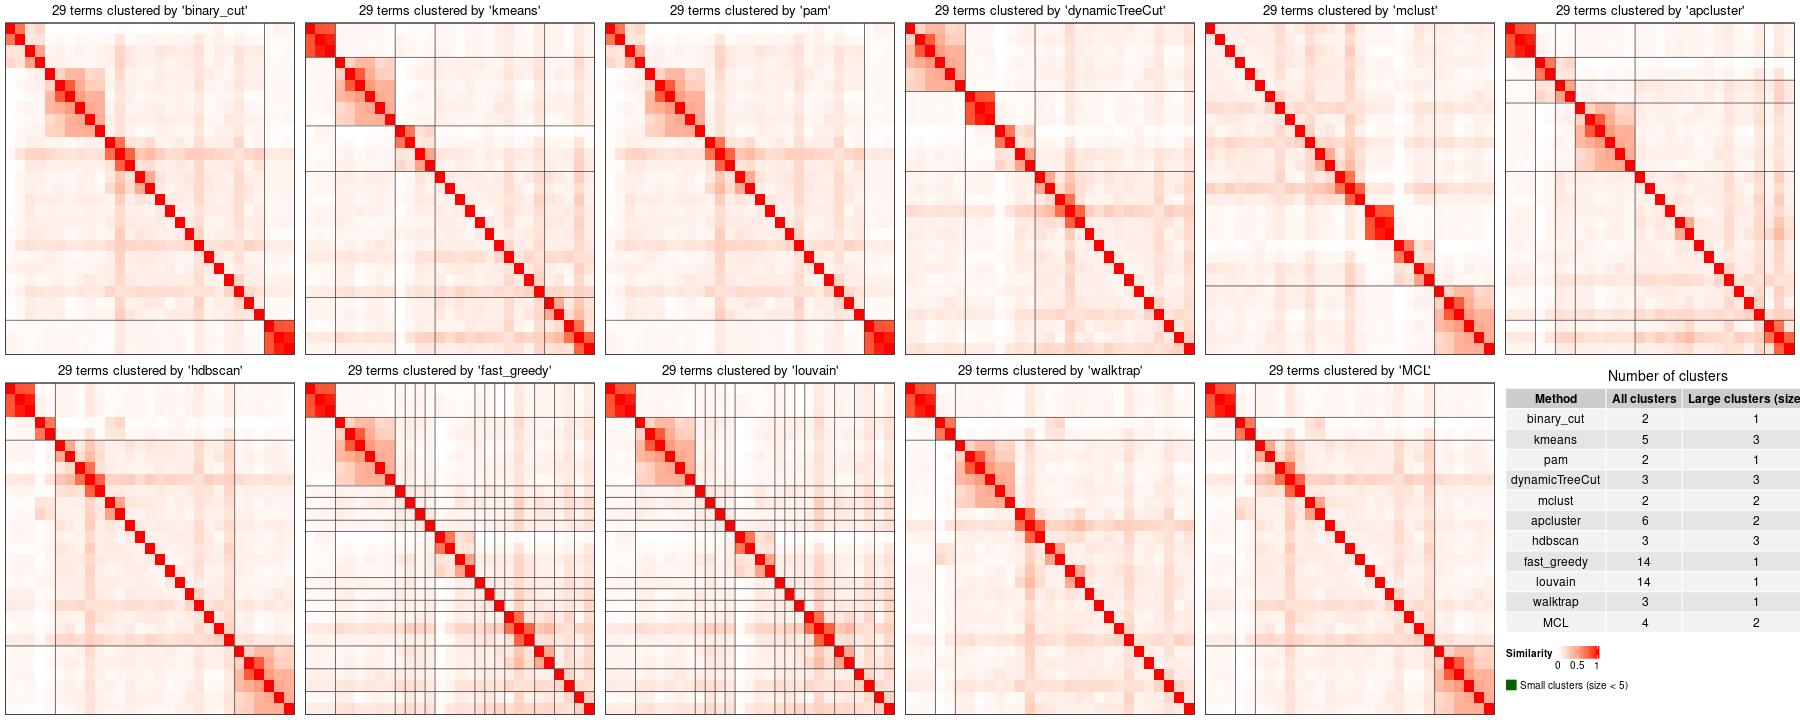 29 terms clustered by 'binary_cut'
29 terms clustered by 'kmeans'
29 terms clustered by 'pam'
29 terms clustered by 'dynamicTreeCut'
29 terms clustered by 'mclust'
29 terms clustered by 'apcluster'
29 terms clustered by 'hdbscan'
29 terms clustered by 'fast_greedy'
29 terms clustered by 'louvain'
29 terms clustered by 'walktrap'
29 terms clustered by 'MCL'
Number of clusters
Method All clusters Large clusters (size
binary_cut 2 1
kmeans 5 3
pam 2 1
dynamicTreeCut 3 3
mclust 2 2
apcluster 6 2
hdbscan 3 3
fast_greedy 14 1
louvain 14 1
walktrap 3 1
MCL 4 2
Similarity
0 0.5 1
Small clusters (size < 5)